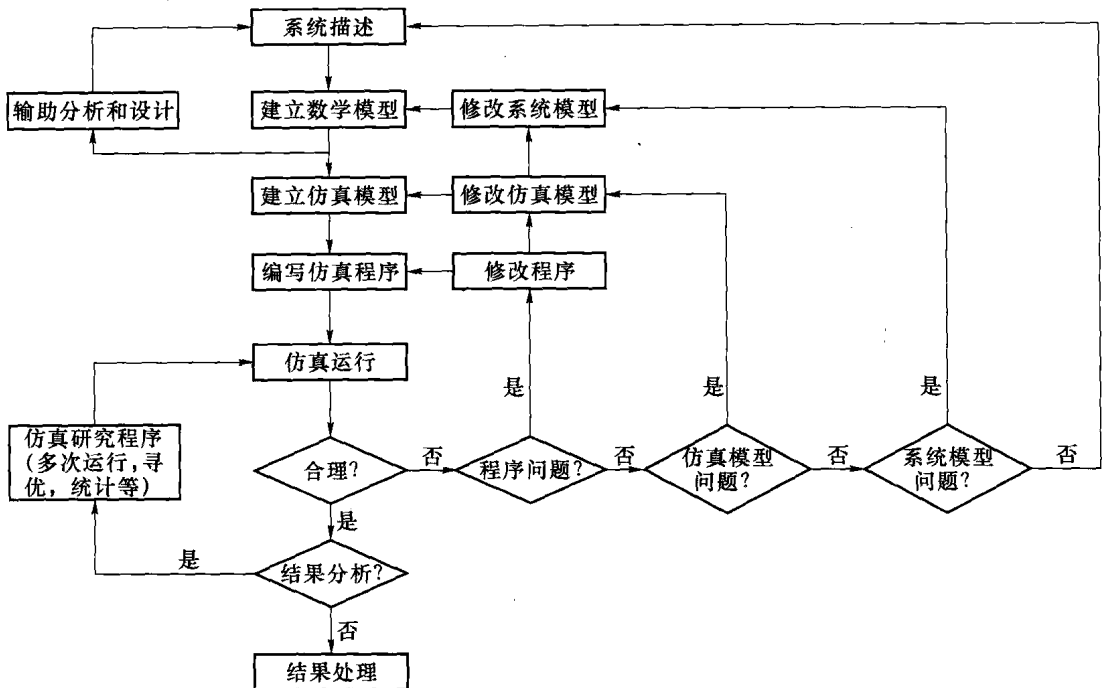 系统描述
输助分析和设计
建立数学模型
修改系统模型
建立仿真模型
修改仿真模型
编写仿真程序
修改程序
仿真运行
是
是
是
仿真研究程序
(多次运行,寻
优，统计等)
合理?
否
程序问题?
否
仿真模型
问题?
否
系统模型
问题?
否
是
是
结果分析?
否
结果处理